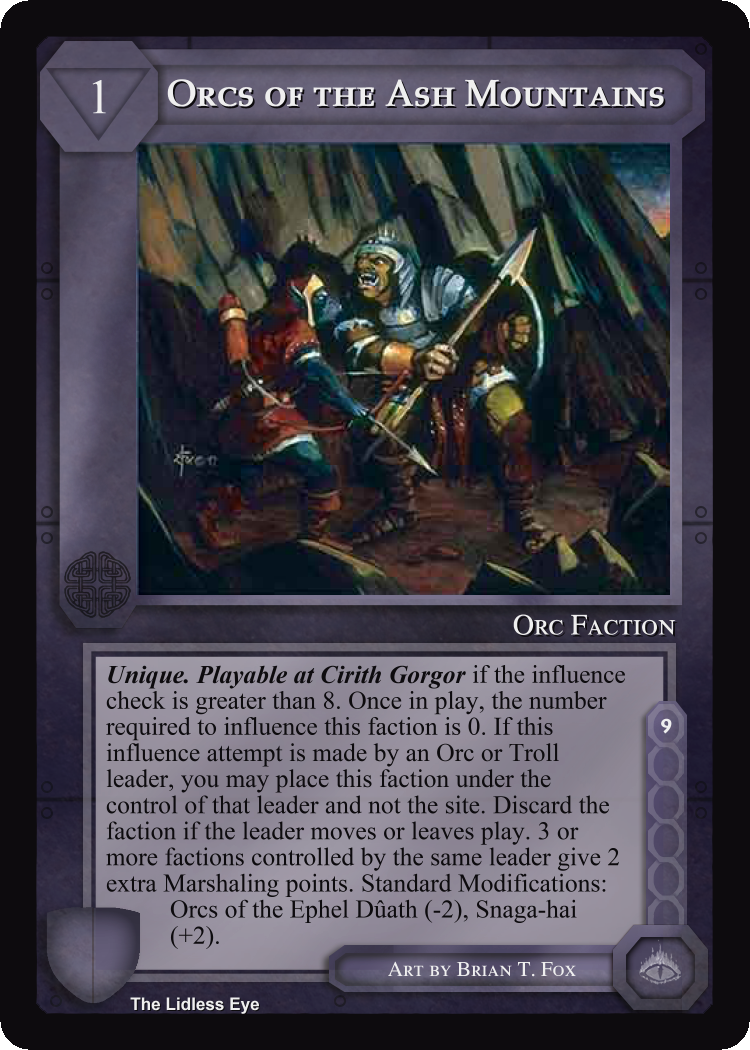 1
Orcs of the Ash Mountains
Orc Faction
Unique. Playable at Cirith Gorgor if the influence
check is greater than 8. Once in play, the number
required to influence this faction is 0. If this
influence attempt is made by an Orc or Troll
leader, you may place this faction under the
control of that leader and not the site. Discard the
faction if the leader moves or leaves play. 3 or
more factions controlled by the same leader give 2
extra Marshaling points. Standard Modifications:
Orcs of the Ephel Dûath (-2), Snaga-hai
(+2).
9
Art by Brian T. Fox
The Lidless Eye